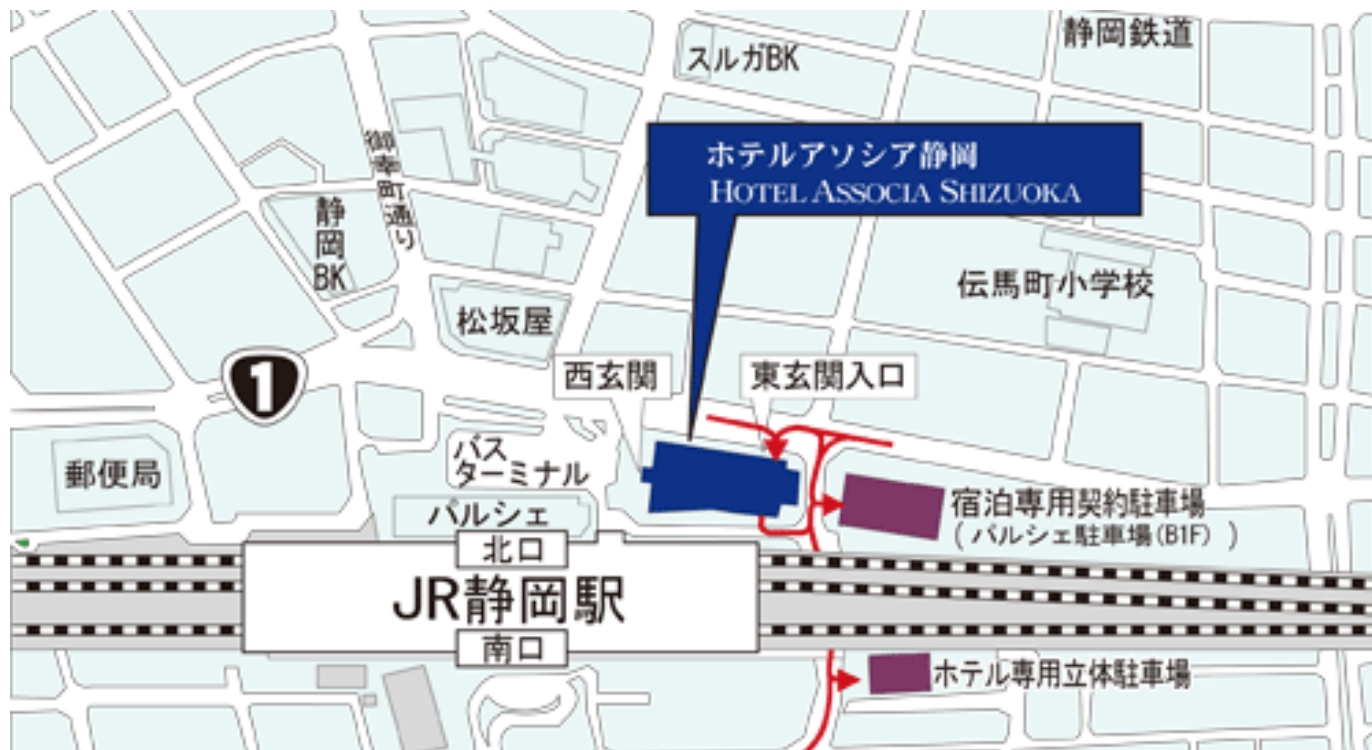 静岡鉄道
スルガBK
御幸町通り
ホテルアソシア静岡
HOTEL ASSOCIA SHIZUOKA
静岡BK
伝馬町小学校
松坂屋
1
西玄関
東玄関入口
郵便局
バス
ターミナル
パルシェ
宿泊専用契約駐車場
(パルシェ駐車場(B1F))
北口
JR静岡駅
南口
ホテル専用立体駐車場